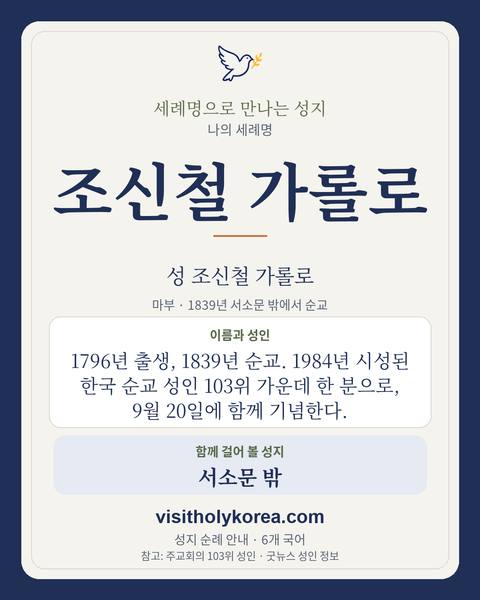 세례명으로 만나는 성지
나의 세례명
조신철 가롤로
성 조신철 가롤로
마부 · 1839년 서소문 밖에서 순교
이름과 성인
1796년 출생, 1839년 순교. 1984년 시성된
한국 순교 성인 103위 가운데 한 분으로,
9월 20일에 함께 기념한다.
함께 걸어 볼 성지
서소문 밖
visitholykorea.com
성지 순례 안내 · 6개 국어
참고: 주교회의 103위 성인 · 굿뉴스 성인 정보